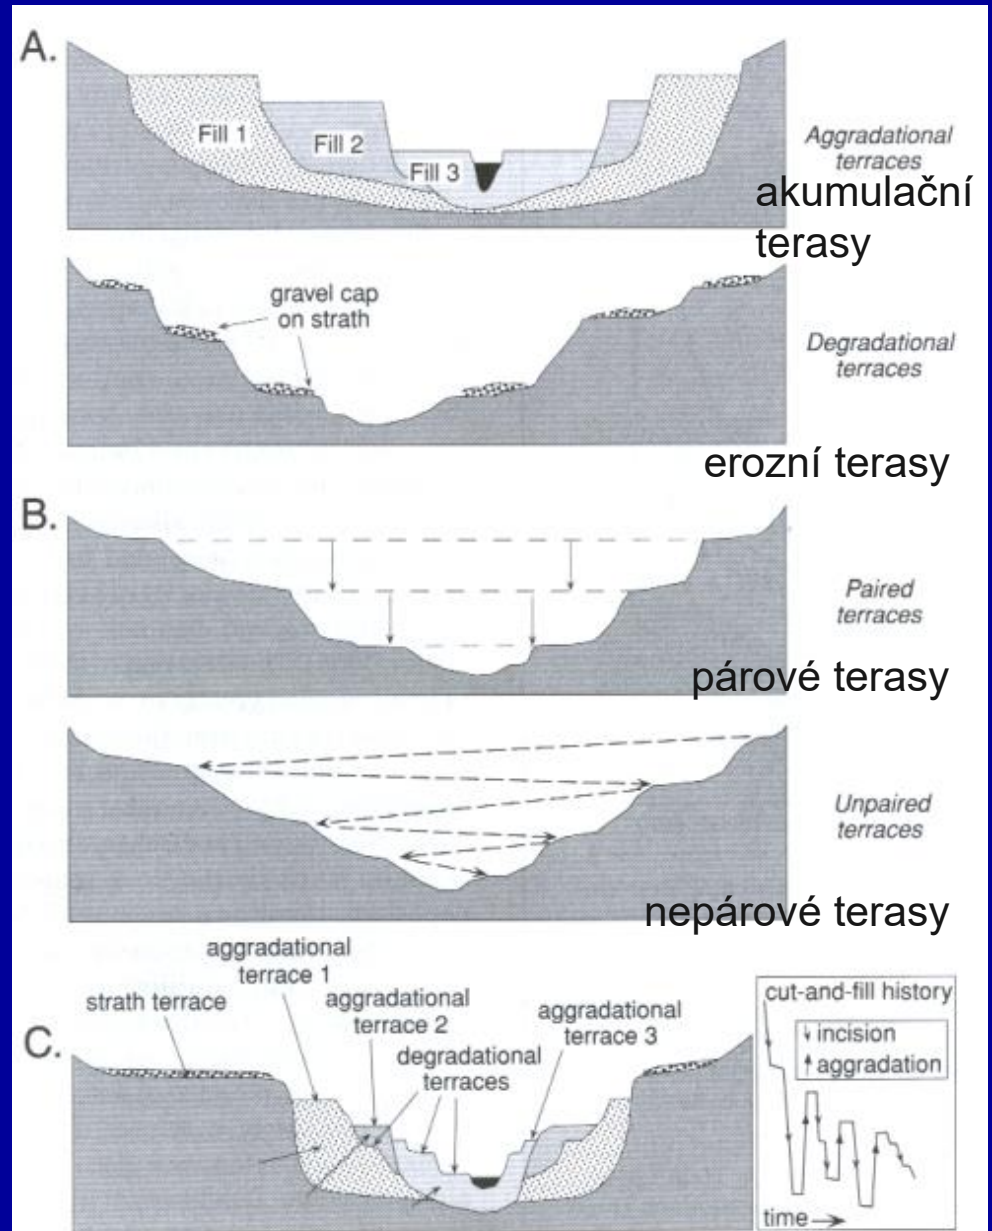 A.
Fill 1
Fill 2
Fill 3
Aggradational
terraces
akumulační
terasy
gravel cap
on strath
Degradational
terraces
erozní terasy
B.
Paired
terraces
párové terasy
Unpaired
terraces
nepárové terasy
C.
strath terrace
aggradational
terrace 1
aggradational
terrace 2
degradational
terraces
aggradational
terrace 3
cut-and-fill history
incision
aggradation
time